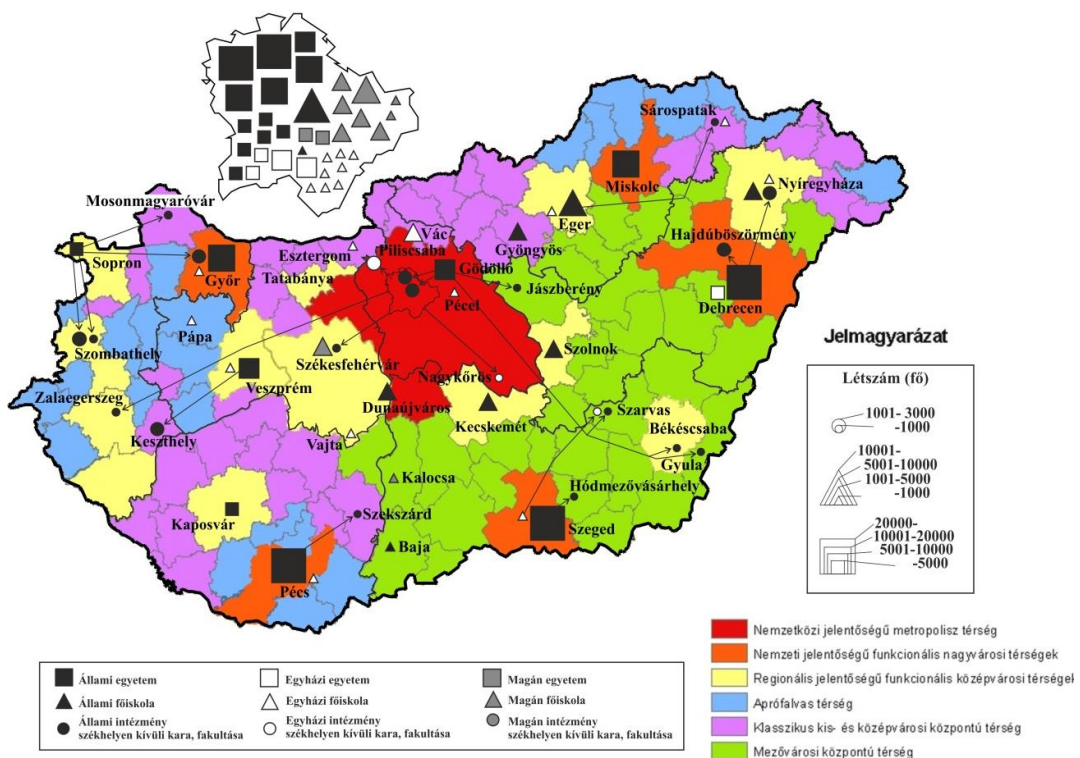 Sárospatak
Mosonmagyaróvár
Miskolc
Nyíregyháza
Vác
Eger
Hajdúböszörmény
Esztergom
Piliscsaba
Gyöngyös
Sopron
Gödöllő
Tatabánya
Győr
Jászberény
Pécel
Debrecen
Pápa
Szombathely
Székesfehérvár
Szolnok
Nagykőrös
Veszprém
Zalaegerszeg
Dunaújváros
Szarvas
Kecskemét
Békéscsaba
Keszthely
Vajta
Gyula
Kalocsa
Hódmezővásárhely
Kaposvár
Szekszárd
Szeged
Baja
Pécs
Jelmagyarázat
Létszám (fő)
1001- 3000
-1000
10001-
5001-10000
1001-5000
-1000
20000-
10001-20000
5001-10000
-5000
Nemzetközi jelentőségű metropolisz térség
Nemzeti jelentőségű funkcionális nagyvárosi térségek
Regionális jelentőségű funkcionális középvárosi térségek
Aprófalvas térség
Klasszikus kis- és középvárosi központú térség
Mezővárosi központú térség
Állami egyetem
Állami főiskola
Állami intézmény
székhelyen kívüli kara, fakultása
Egyházi egyetem
Egyházi főiskola
Egyházi intézmény
székhelyen kívüli kara, fakultása
Magán egyetem
Magán főiskola
Magán intézmény
székhelyen kívüli kara, fakultása